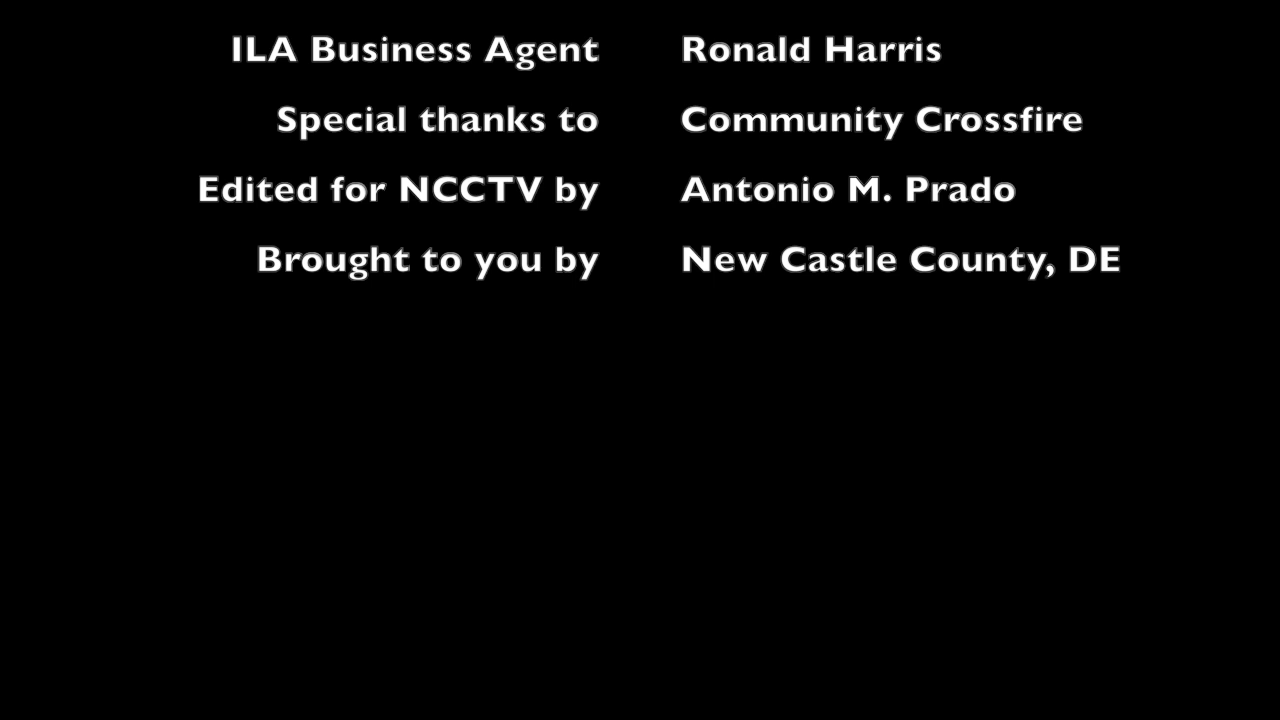 ILA Business Agent Ronald Harris
Special thanks to Community Crossfire
Edited for NCCTV by Antonio M. Prado
Brought to you by New Castle County, DE